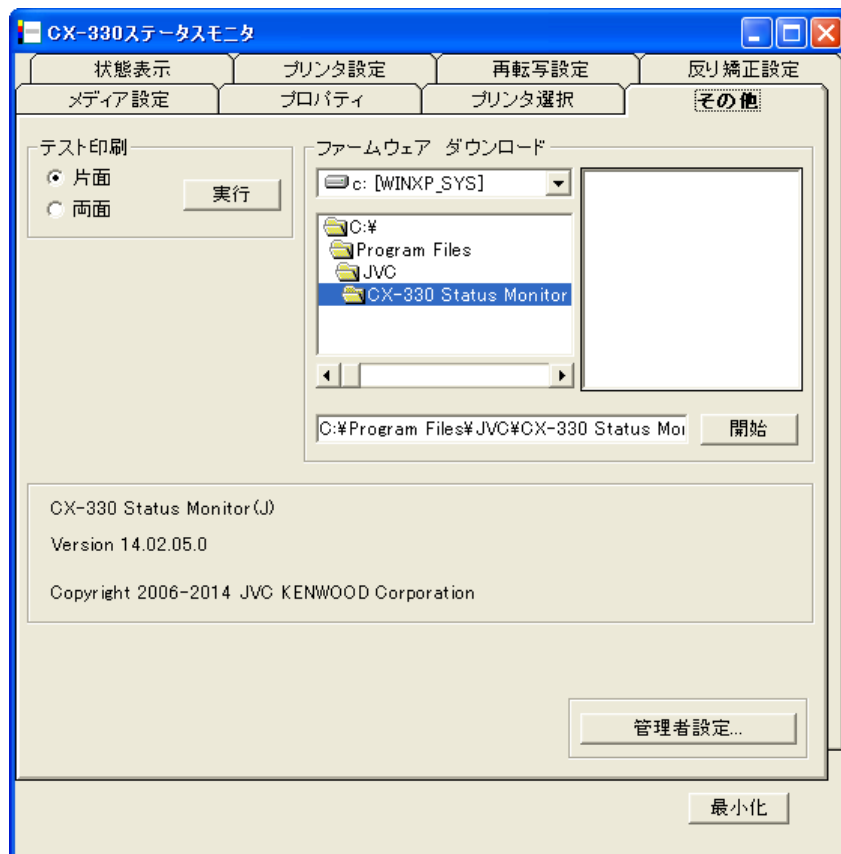 CX-330ステータスモニタ
状態表示
プリンタ設定
再転写設定
反り矯正設定
メディア設定
プロパティ
プリンタ選択
その他
テスト印刷
片面
両面
実行
ファームウェア ダウンロード
c: [WINXP_SYS]
C:¥
Program Files
JVC
CX-330 Status Monitor
C:¥Program Files¥JVC¥CX-330 Status Mo
開始
CX-330 Status Monitor(J)
Version 14.02.05.0
Copyright 2006-2014 JVC KENWOOD Corporation
管理者設定...
最小化